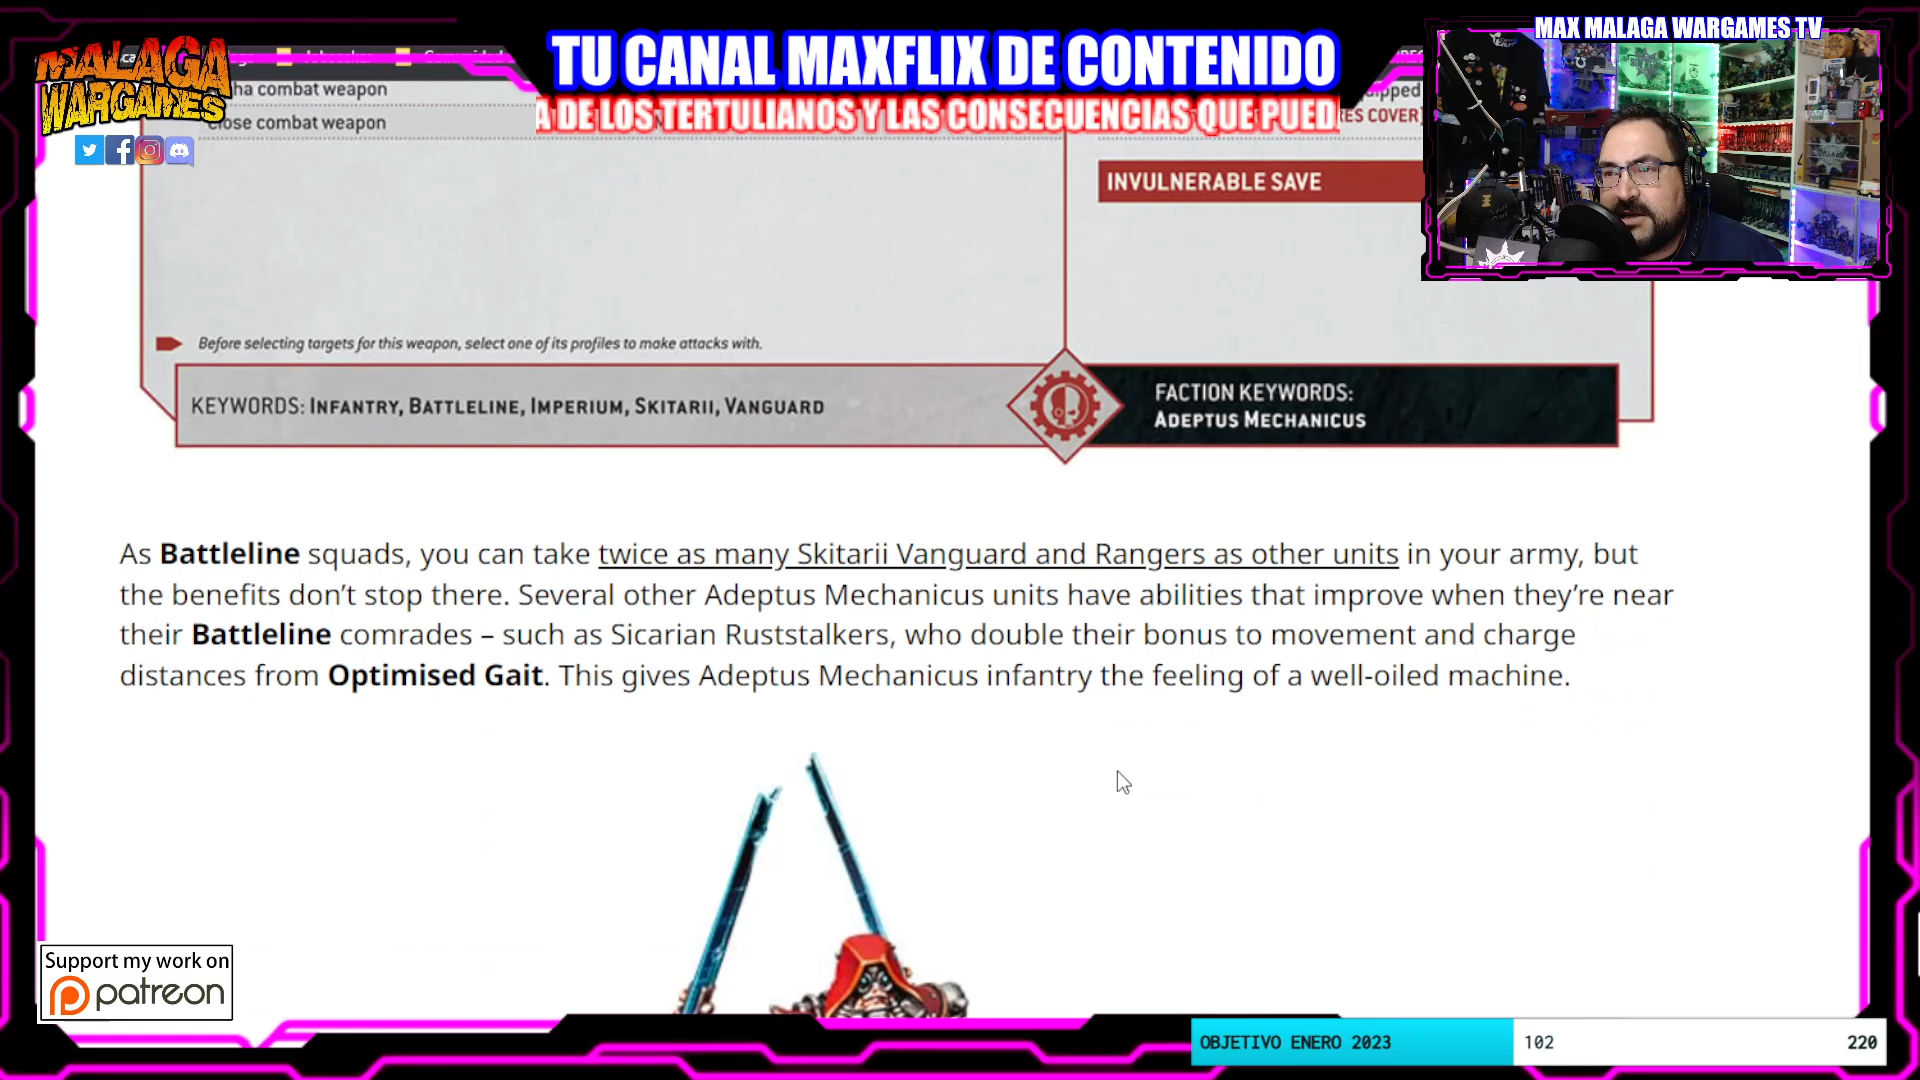 MALAGA
WARGAMES
TU CANAL MAXFLIX DE CONTENIDO
A DE LOS TERTULIANOS Y LAS CONSECUENCIAS QUE PUED
MAX MALAGA WARGAMES TV
ha combat weapon
close combat weapon
ES COVER]
INVULNERABLE SAVE
Before selecting targets for this weapon, select one of its profiles to make attacks with.
KEYWORDS: INFANTRY, BATTLELINE, IMPERIUM, SKITARII, VANGUARD
FACTION KEYWORDS:
ADEPTUS MECHANICUS
As Battleline squads, you can take twice as many Skitarii Vanguard and Rangers as other units in your army, but
the benefits don’t stop there. Several other Adeptus Mechanicus units have abilities that improve when they’re near
their Battleline comrades – such as Sicarian Ruststalkers, who double their bonus to movement and charge
distances from Optimised Gait. This gives Adeptus Mechanicus infantry the feeling of a well-oiled machine.
Support my work on
patreon
OBJETIVO ENERO 2023
102
220